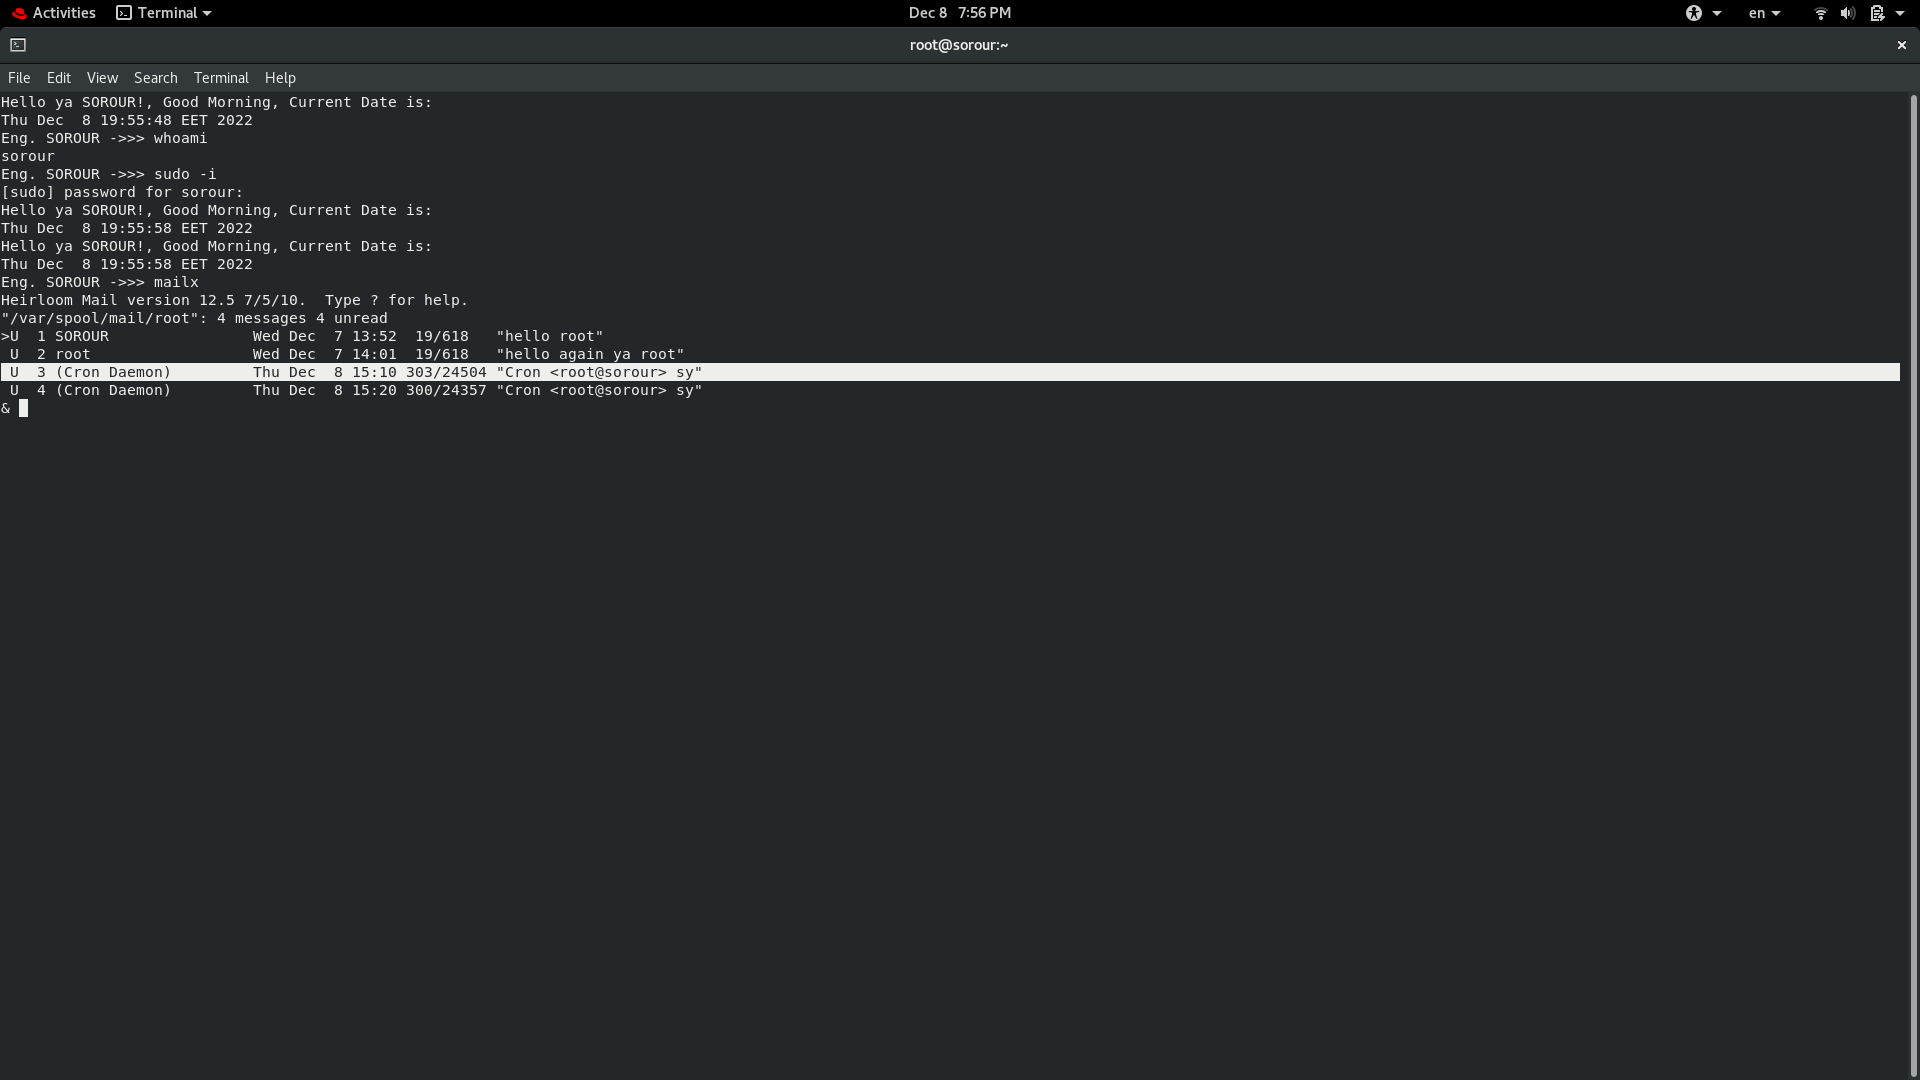 Activities Terminal Dec 8 7:56 PM en
root@sorour:~
File Edit View Search Terminal Help
Hello ya SOROUR!, Good Morning, Current Date is:
Thu Dec  8 19:55:48 EET 2022
Eng. SOROUR ->>> whoami
sorour
Eng. SOROUR ->>> sudo -i
[sudo] password for sorour:
Hello ya SOROUR!, Good Morning, Current Date is:
Thu Dec  8 19:55:58 EET 2022
Hello ya SOROUR!, Good Morning, Current Date is:
Thu Dec  8 19:55:58 EET 2022
Eng. SOROUR ->>> mailx
Heirloom Mail version 12.5 7/5/10.  Type ? for help.
"/var/spool/mail/root": 4 messages 4 unread
>U  1 SOROUR                Wed Dec  7 13:52  19/618   "hello root"
 U  2 root                  Wed Dec  7 14:01  19/618   "hello again ya root"
 U  3 (Cron Daemon)         Thu Dec  8 15:10 303/24504 "Cron <root@sorour> sy"
 U  4 (Cron Daemon)         Thu Dec  8 15:20 300/24357 "Cron <root@sorour> sy"
&